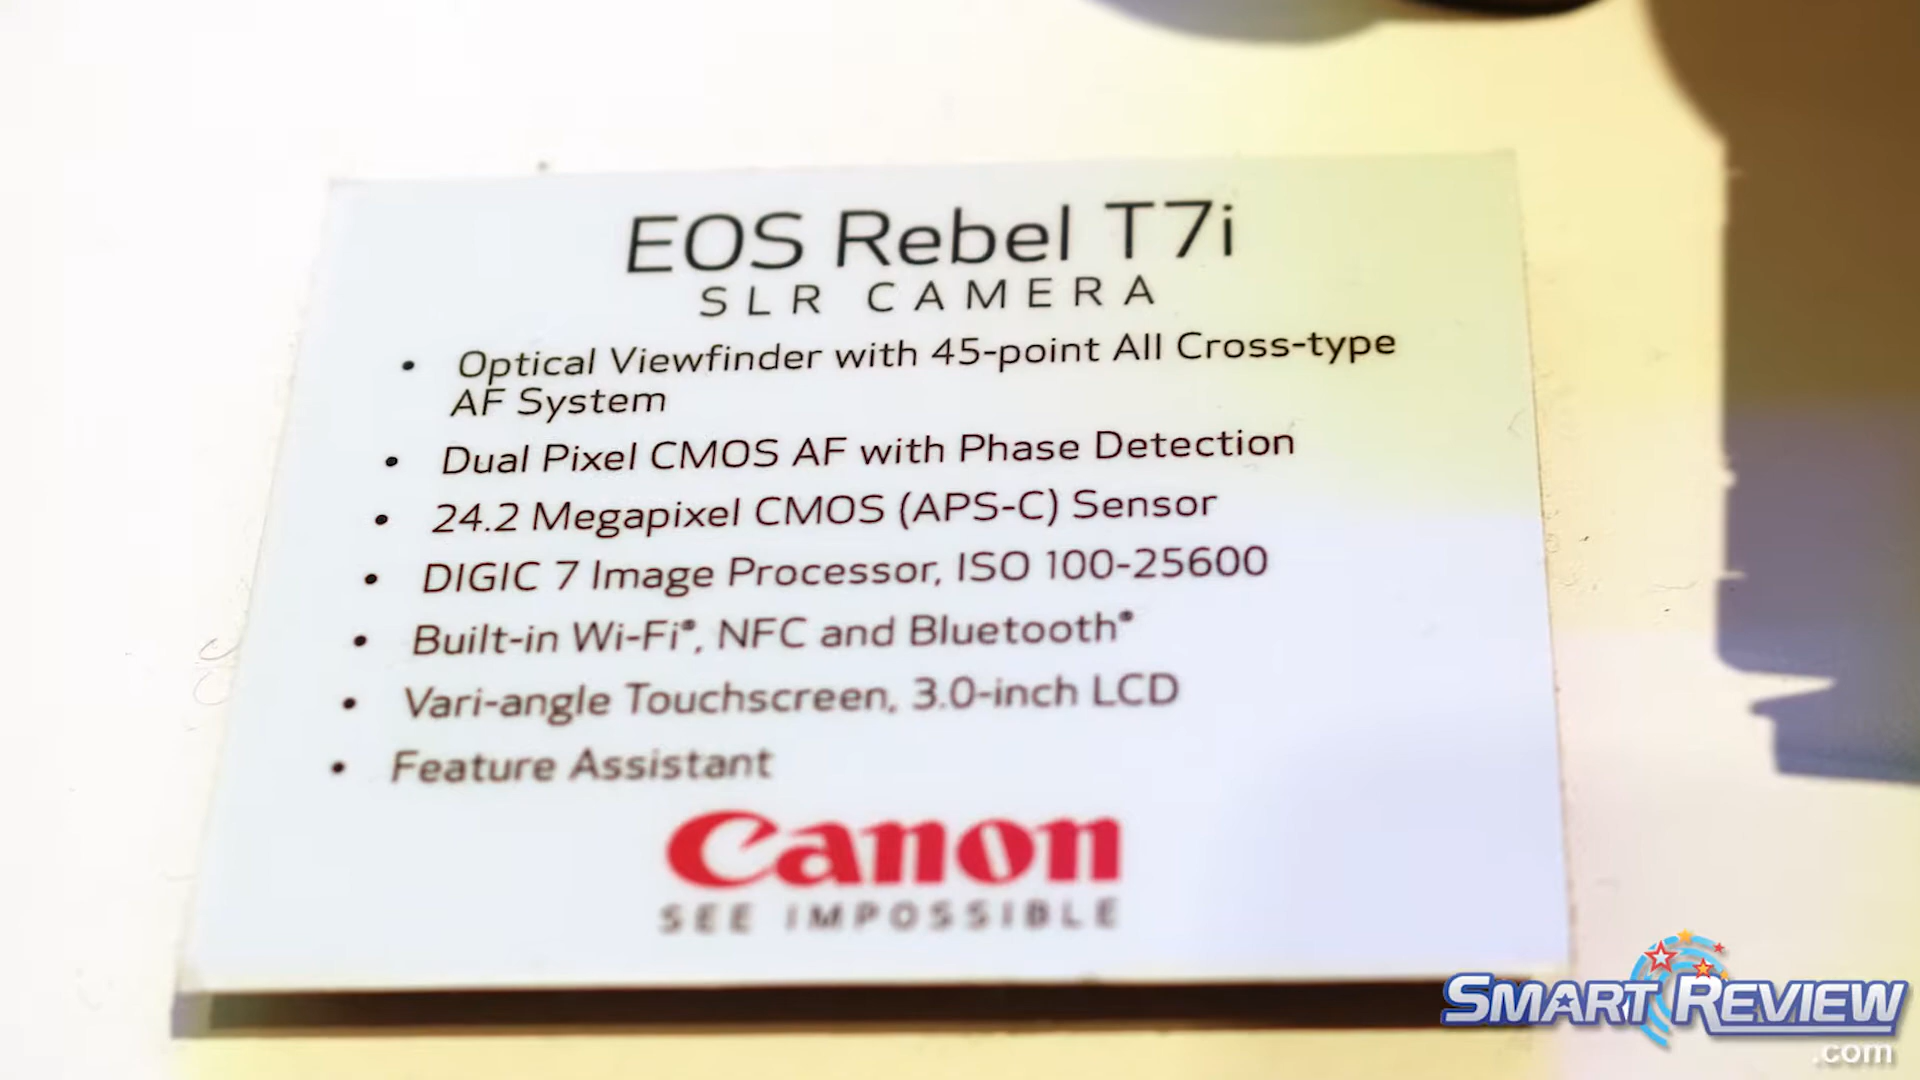 EOS Rebel T7i
SLR CAMERA
• Optical Viewfinder with 45-point All Cross-type
AF System
• Dual Pixel CMOS AF with Phase Detection
• 24.2 Megapixel CMOS (APS-C) Sensor
• DIGIC 7 Image Processor, ISO 100-25600
• Built-in Wi-Fi®, NFC and Bluetooth®
• Vari-angle Touchscreen, 3.0-inch LCD
• Feature Assistant
Canon
SEE IMPOSSIBLE
SMART REVIEW
.com